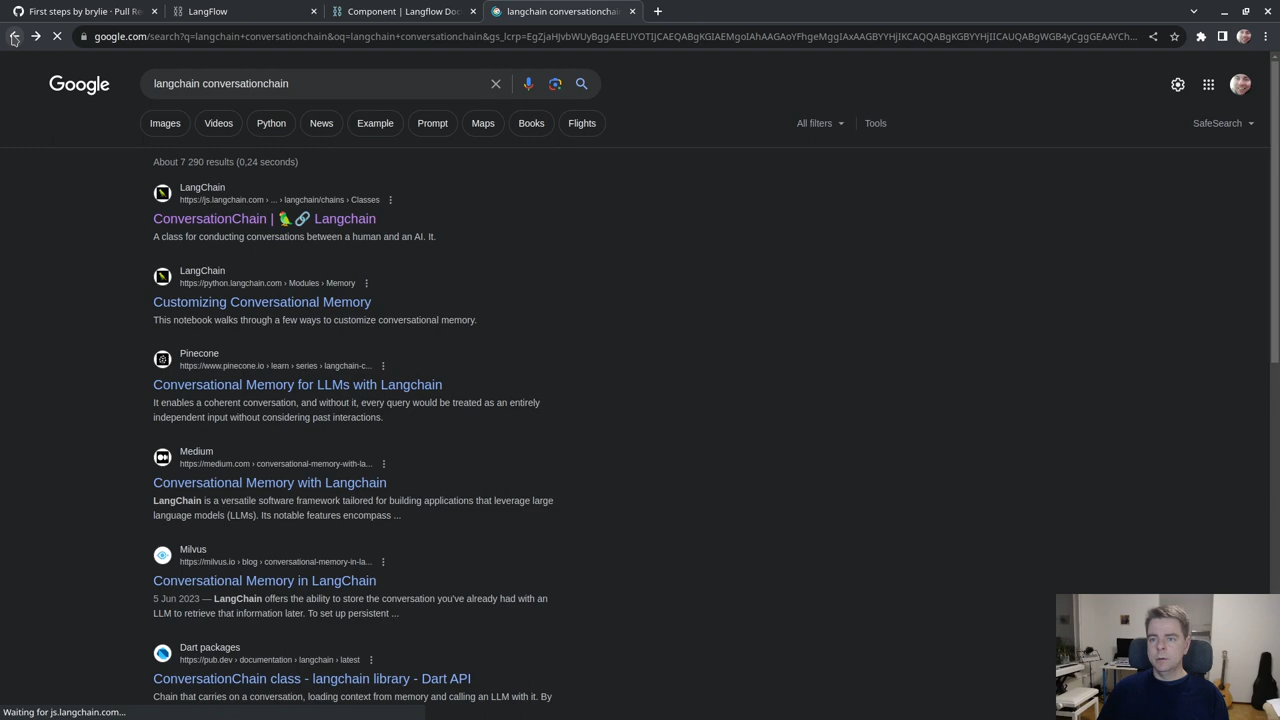 First steps by brylie · Pull Re
LangFlow
Component | Langflow Doc
langchain conversationchai
google.com/search?q=langchain+conversationchain&oq=langchain+conversationchain&gs_lcrp=EgZjaHJvbWUyBggAEEUYOTIJCAEQABgKGIAEMgoIAhAAGAoYFhgeMggIAxAAGBYYHjIKCAQQABgKGBYYHjIICAUQABgWGB4yCggGEAAYC...
Google
langchain conversationchain
Images
Videos
Python
News
Example
Prompt
Maps
Books
Flights
All filters
Tools
SafeSearch
About 7 290 results (0,24 seconds)
LangChain
https://js.langchain.com › ... › langchain/chains › Classes
ConversationChain | 🦜🔗 Langchain
A class for conducting conversations between a human and an AI. It.
LangChain
https://python.langchain.com › Modules › Memory
Customizing Conversational Memory
This notebook walks through a few ways to customize conversational memory.
Pinecone
https://www.pinecone.io › learn › series › langchain-c...
Conversational Memory for LLMs with Langchain
It enables a coherent conversation, and without it, every query would be treated as an entirely
independent input without considering past interactions.
Medium
https://medium.com › conversational-memory-with-la...
Conversational Memory with Langchain
LangChain is a versatile software framework tailored for building applications that leverage large
language models (LLMs). Its notable features encompass ...
Milvus
https://milvus.io › blog › conversational-memory-in-la...
Conversational Memory in LangChain
5 Jun 2023 — LangChain offers the ability to store the conversation you've already had with an
LLM to retrieve that information later. To set up persistent ...
Dart packages
https://pub.dev › documentation › langchain › latest
ConversationChain class - langchain library - Dart API
Chain that carries on a conversation, loading context from memory and calling an LLM with it. By
Waiting for js.langchain.com...